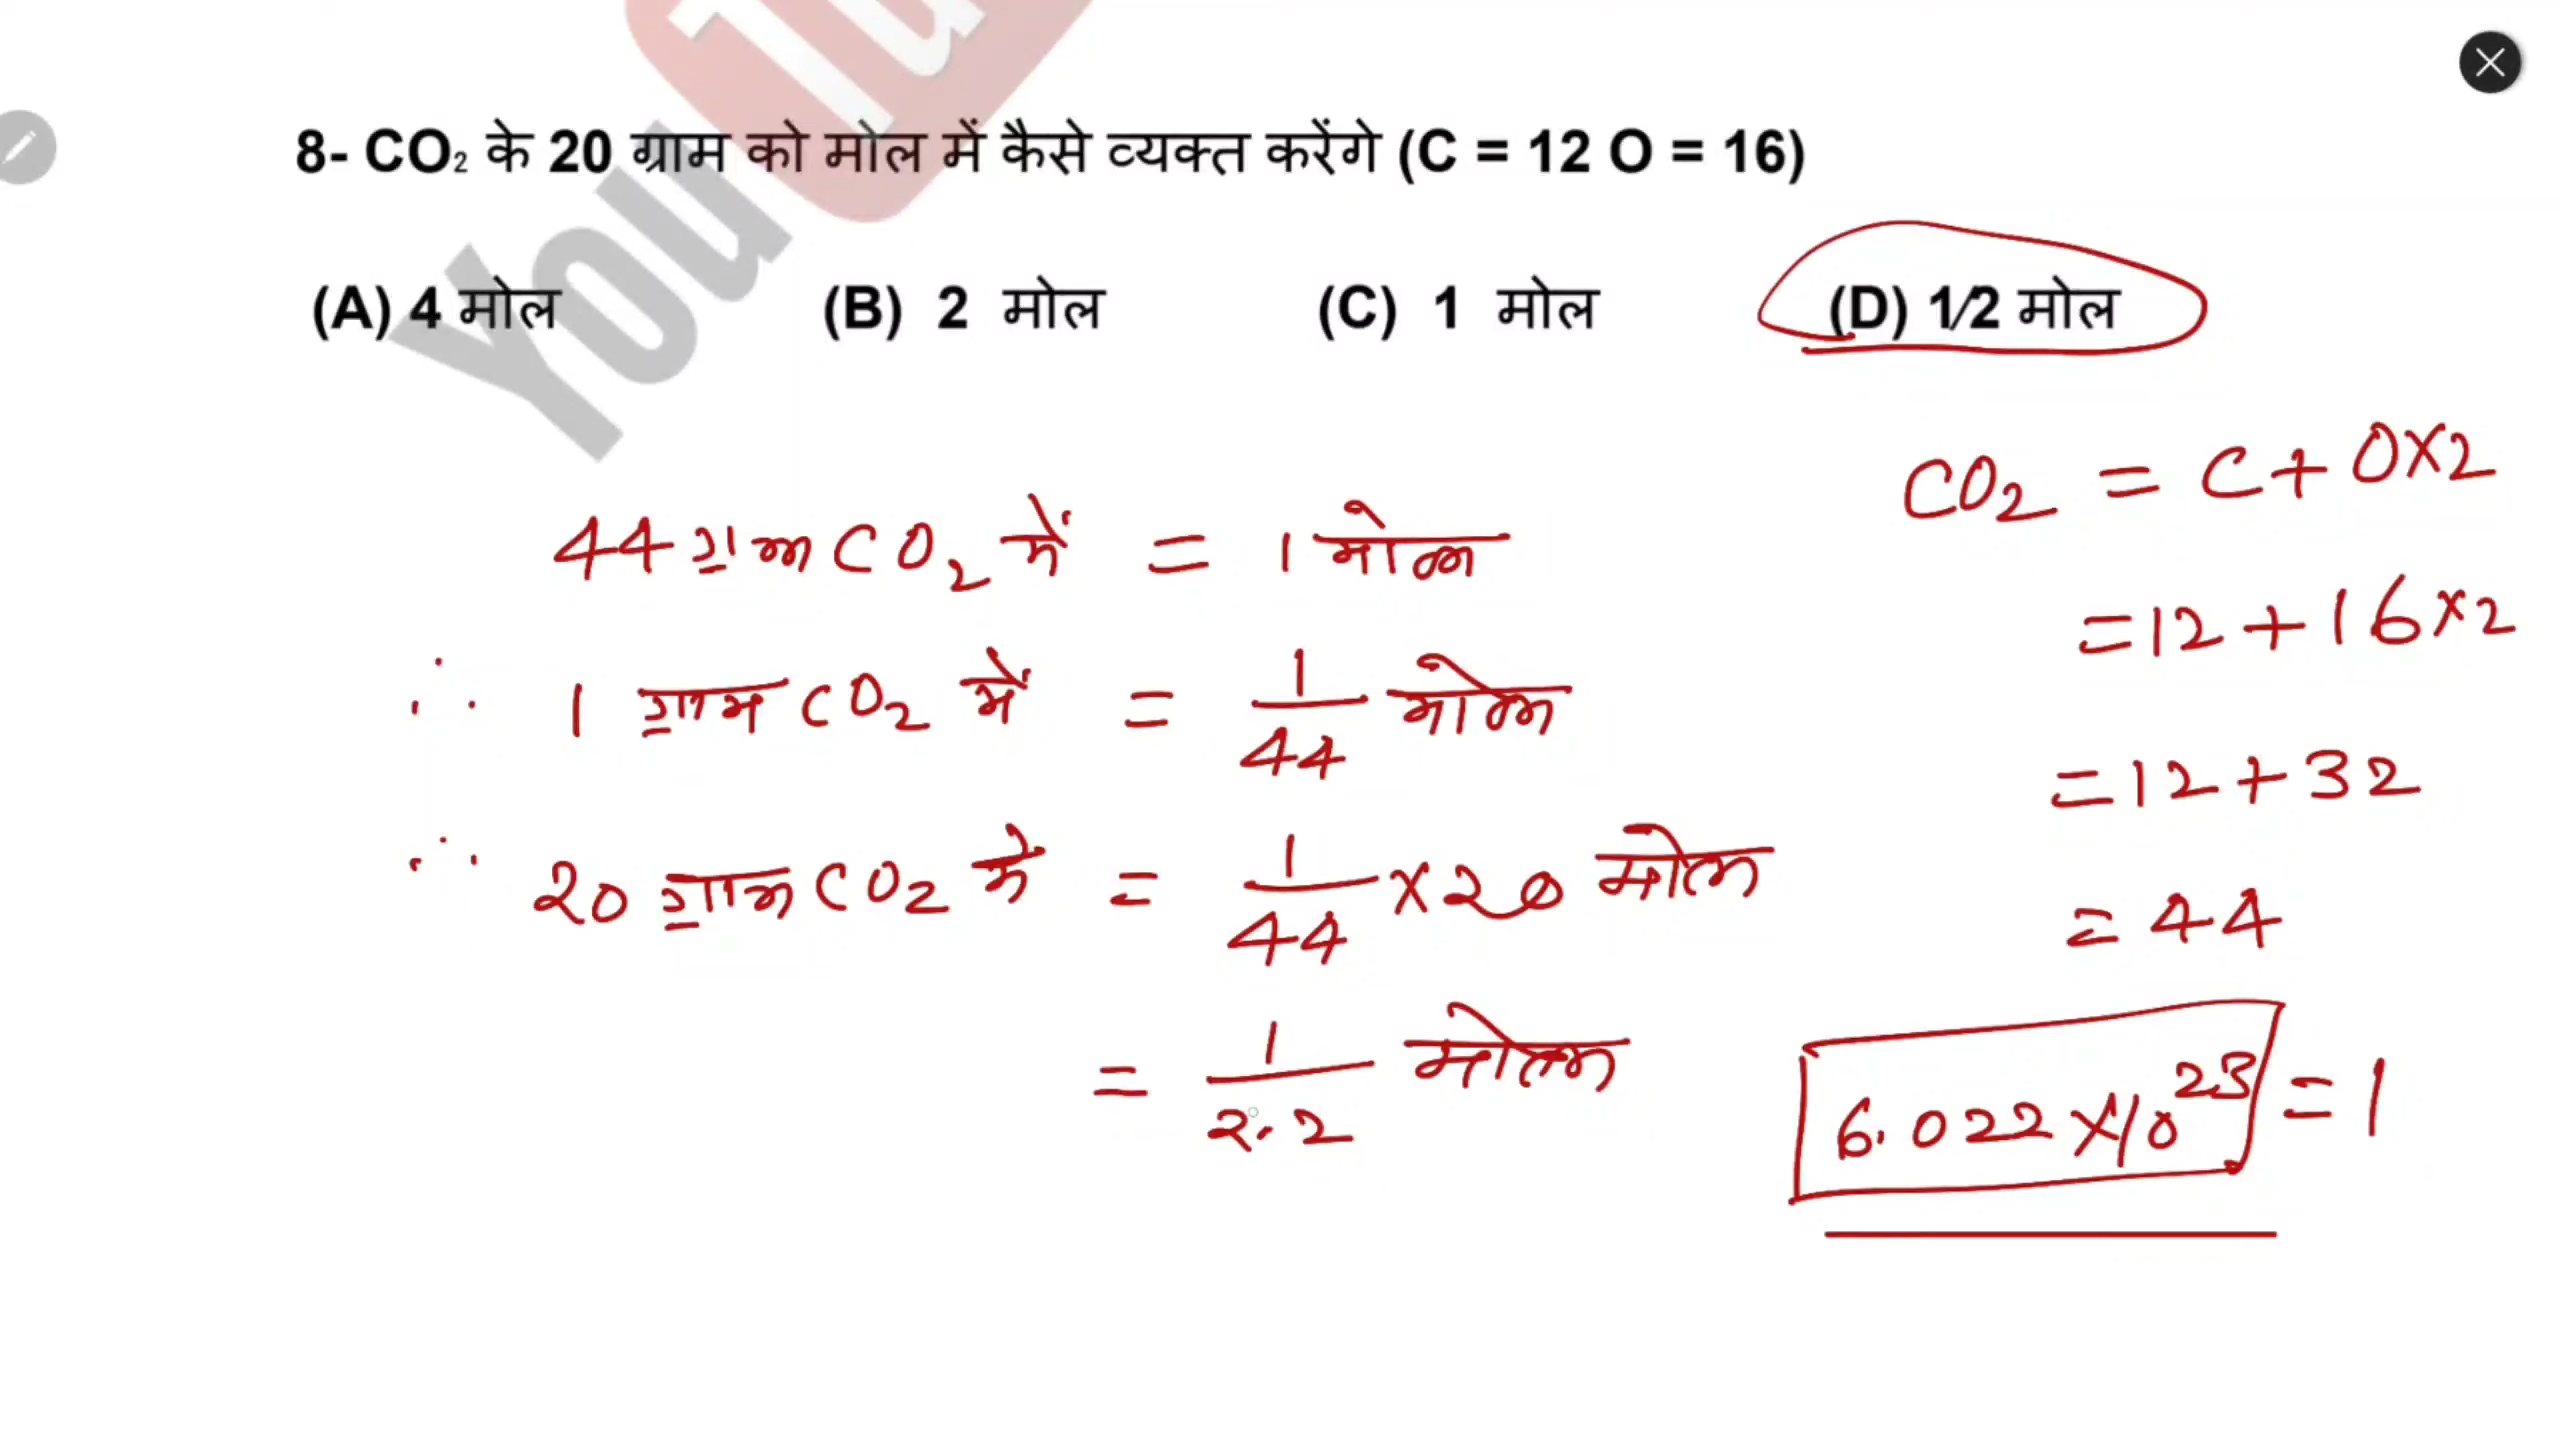 8- CO₂ के 20 ग्राम को मोल में कैसे व्यक्त करेंगे (C = 12 O = 16)
(A) 4 मोल (B) 2 मोल (C) 1 मोल (D) 1/2 मोल
YouTu
CO₂ = C + O×2
44 ग्राम CO₂ में = 1 मोल
= 12 + 16×2
∴ 1 ग्राम CO₂ में = 1/44 मोल
= 12 + 32
∴ 20 ग्राम CO₂ में = 1/44 × 20 मोल
= 44
= 1/2.2 मोल
6.022 × 10²³ = 1